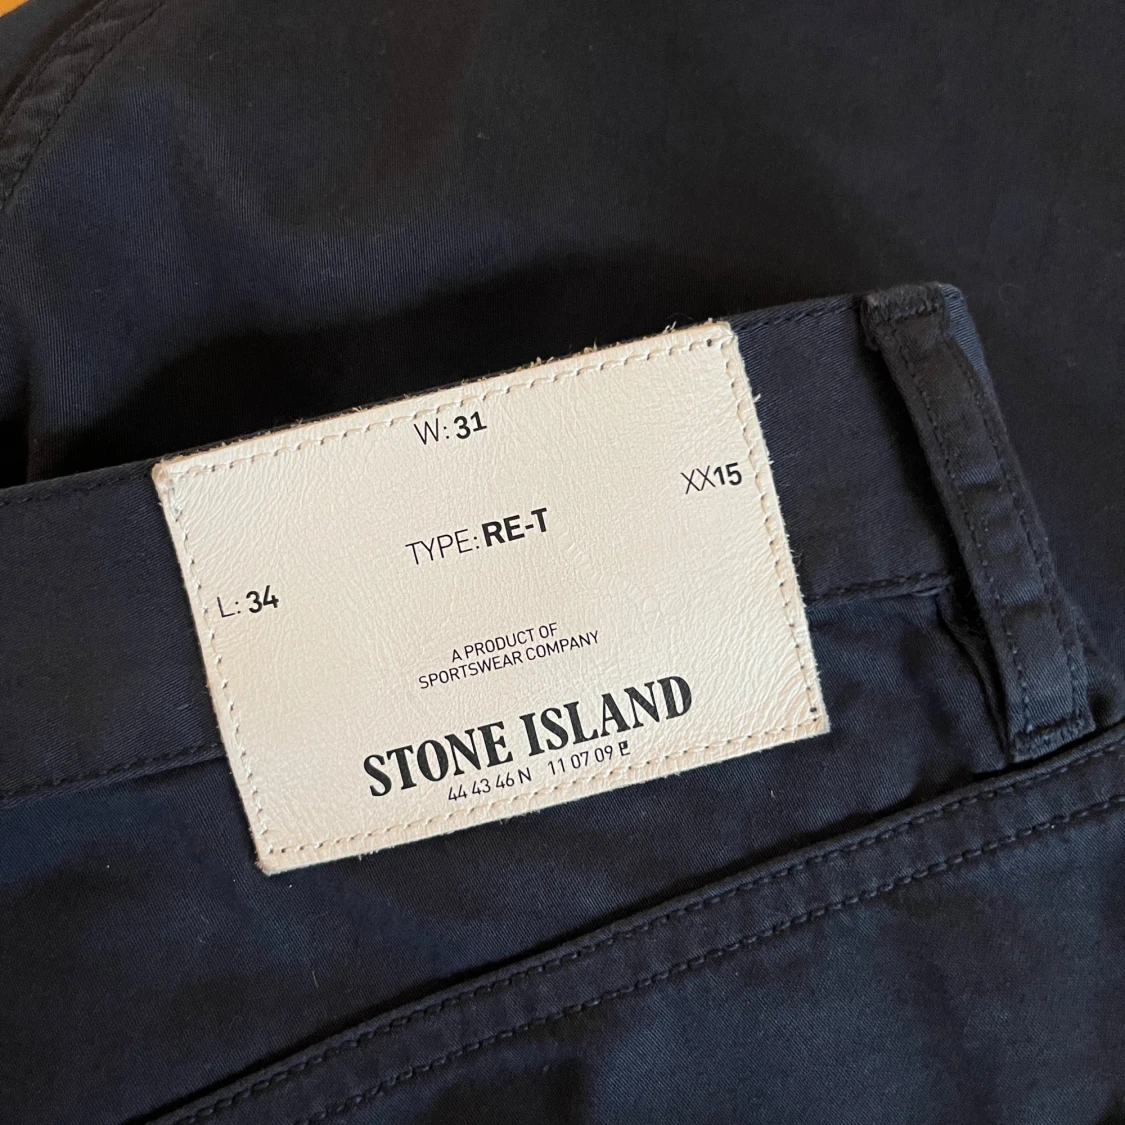 W: 31
XX15
TYPE: RE-T
L: 34
A PRODUCT OF
SPORTSWEAR COMPANY
STONE ISLAND
44 43 46 N 11 07 09 E